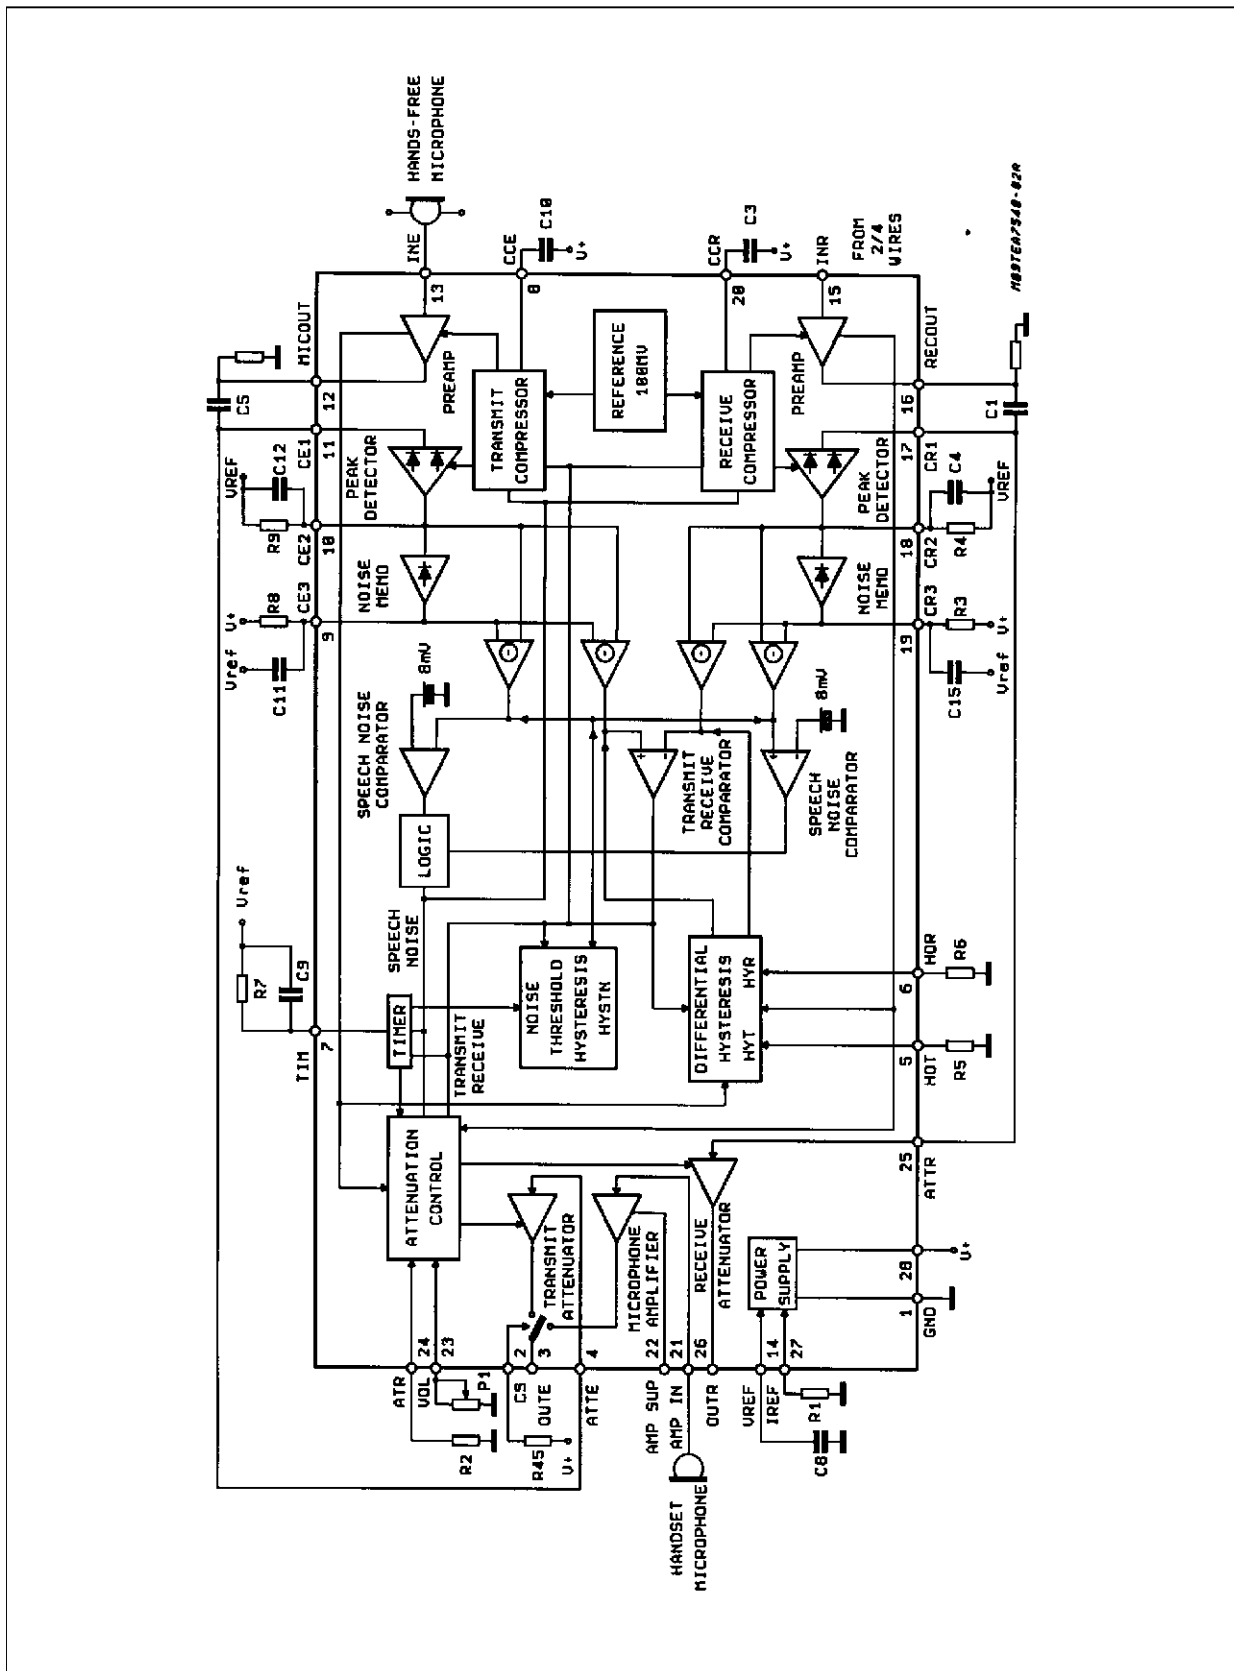 Vref
V+
VREF
Vref
C11
R8
R9
C12
C5
R7
C9
TIM
CE3
CE2
CE1
MICOUT
7
9
10
11
12
SPEECH NOISE
COMPARATOR
NOISE
MEMO
PEAK
DETECTOR
ATR
VOL
24
23
ATTENUATION
CONTROL
TIMER
SPEECH
NOISE
LOGIC
8mV
PREAMP
13
INE
HANDS-FREE
MICROPHONE
R2
P1
TRANSMIT
RECEIVE
TRANSMIT
COMPRESSOR
CS
OUTE
ATTE
2
3
4
R45
V+
TRANSMIT
ATTENUATOR
NOISE
THRESHOLD
HYSTERESIS
HYSTN
8
CCE
C10
V+
REFERENCE
100MV
AMP SUP
AMP IN
OUTR
22
21
26
MICROPHONE
AMPLIFIER
RECEIVE
ATTENUATOR
HANDSET
MICROPHONE
TRANSMIT
RECEIVE
COMPARATOR
DIFFERENTIAL
HYSTERESIS
HYT HYR
RECEIVE
COMPRESSOR
20
CCR
C3
V+
VREF
IREF
14
27
C8
R1
POWER
SUPPLY
8mV
SPEECH
NOISE
COMPARATOR
PREAMP
15
INR
FROM
2/4
WIRES
NOISE
MEMO
PEAK
DETECTOR
1
28
25
5
6
19
18
17
16
GND
ATTR
HOT
HOR
CR3
CR2
CR1
RECOUT
V+
R5
R6
C15
R3
R4
C4
C1
Vref
V+
VREF
M89TEA7540-02A